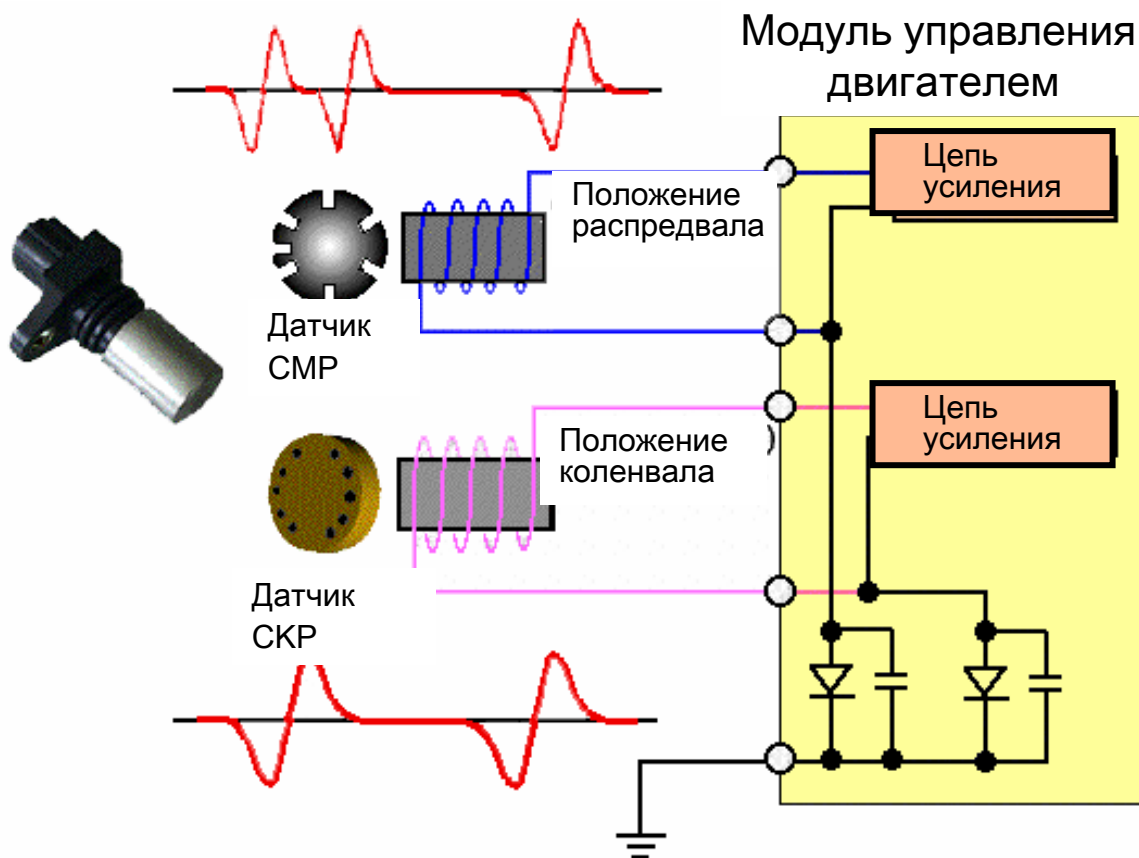 Модуль управления
двигателем
Цепь
усиления
Положение
распредвала
Датчик
CMP
Цепь
усиления
Положение
коленвала
)
Датчик
CKP